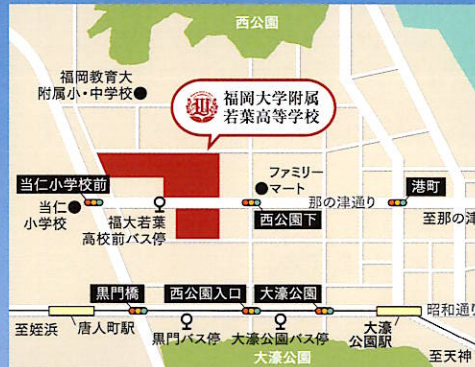 西公園
福岡教育大
附属小・中学校
福岡大学附属
若葉高等学校
当仁小学校前
ファミリー
マート
港町
当仁
小学校
福大若葉
高校前バス停
西公園下
那の津通り
至那の津
黒門橋
西公園入口
大濠公園
昭和通り
至姪浜
唐人町駅
黒門バス停
大濠公園バス停
大濠
公園駅
至天神
大濠公園